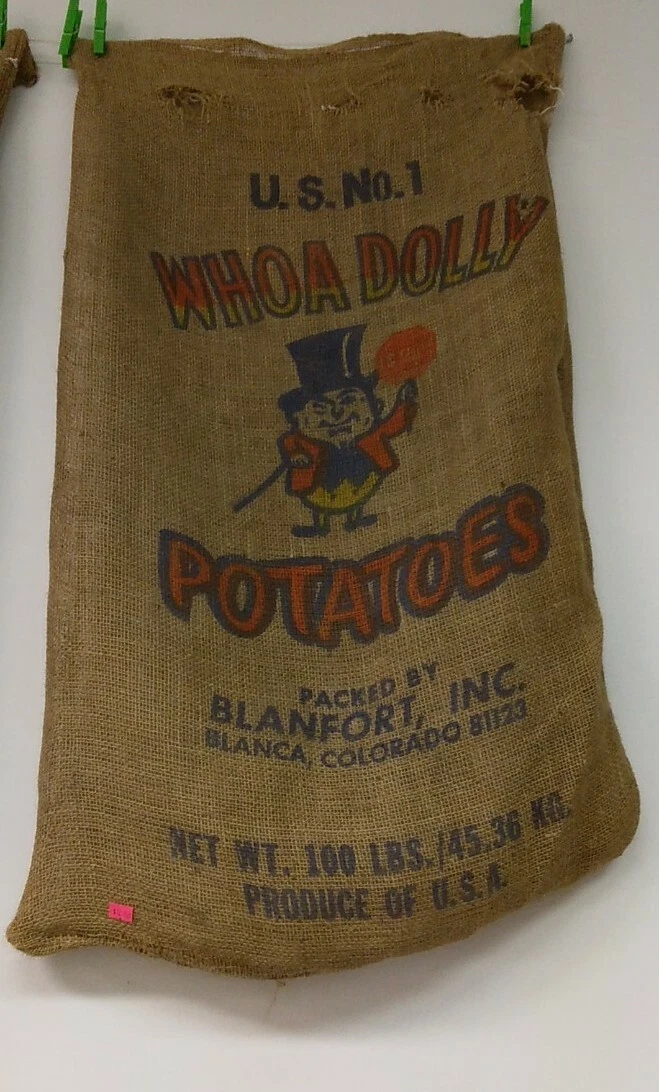 U.S. No. 1
WHOA DOLLY
POTATOES
PACKED BY
BLANFORT, INC.
BLANCA, COLORADO 81123
NET WT. 100 LBS./45.36 KG.
PRODUCE OF U.S.A.